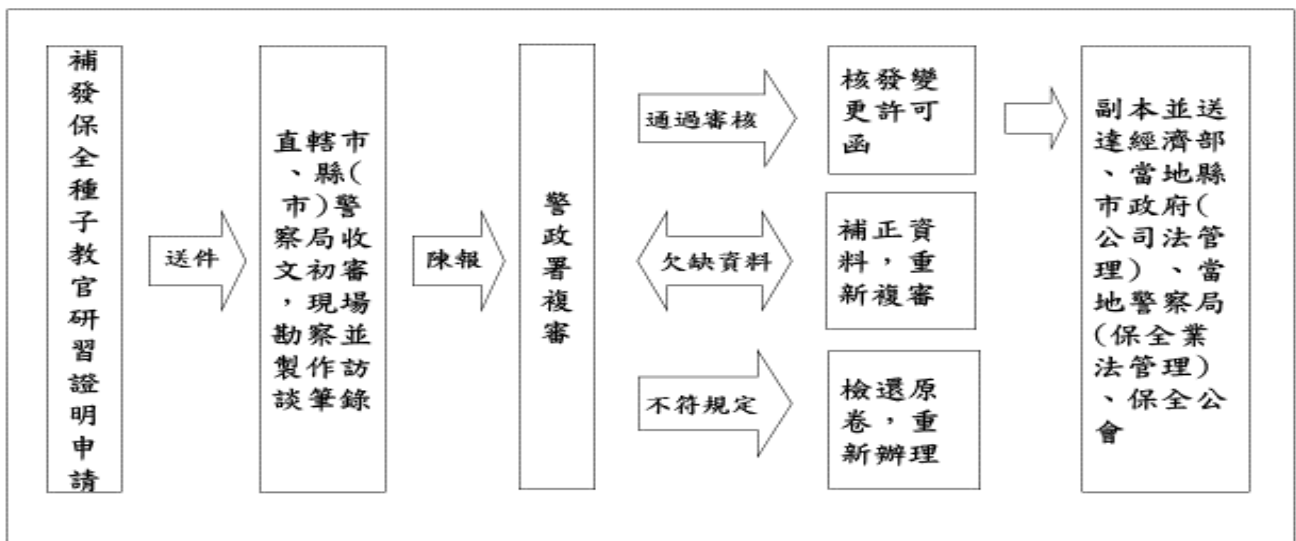 補發保全種子教官研習證明申請
送件
直轄市
、縣(
市)警
察局收
文初審
，現場
勘察並
製作訪
談筆錄
陳報
警政署複審
通過審核
核發變
更許可
函
欠缺資料
補正資
料，重
新複審
不符規定
檢還原
卷，重
新辦理
副本並送
達經濟部
、當地縣
市政府(
公司法管
理)、當
地警察局
(保全業
法管理)
、保全公
會